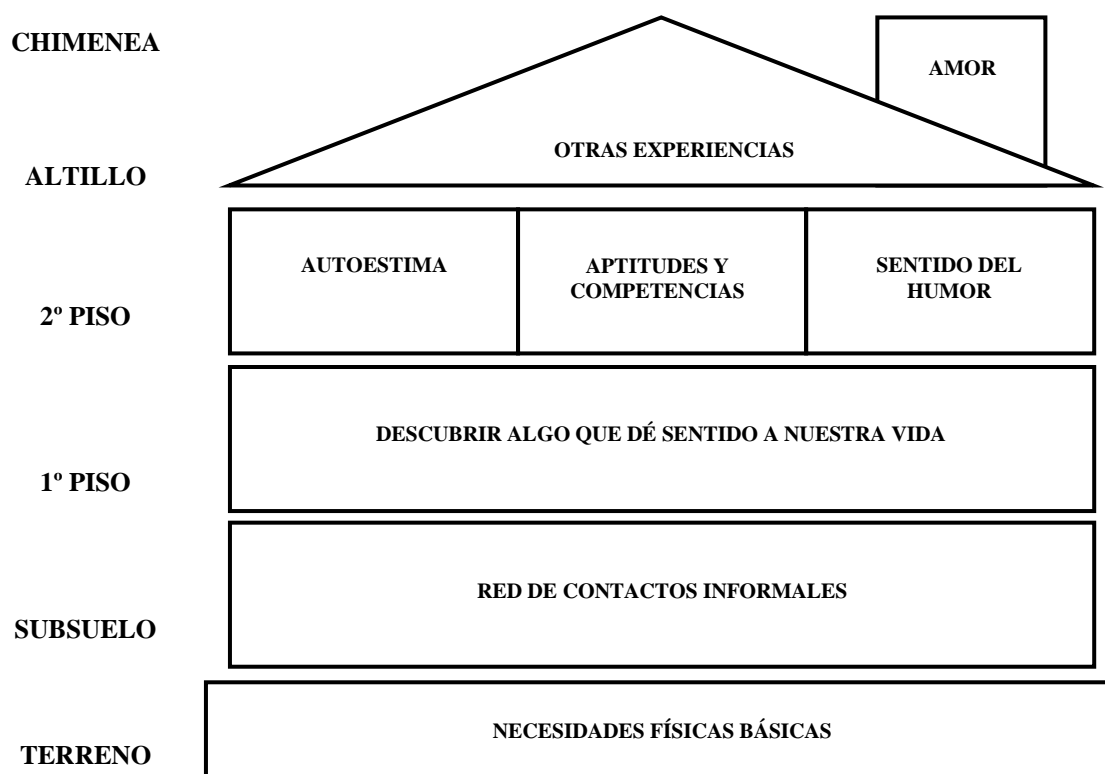 CHIMENEA
AMOR
OTRAS EXPERIENCIAS
ALTILLO
AUTOESTIMA
APTITUDES Y
COMPETENCIAS
SENTIDO DEL
HUMOR
2º PISO
DESCUBRIR ALGO QUE DÉ SENTIDO A NUESTRA VIDA
1º PISO
RED DE CONTACTOS INFORMALES
SUBSUELO
NECESIDADES FÍSICAS BÁSICAS
TERRENO